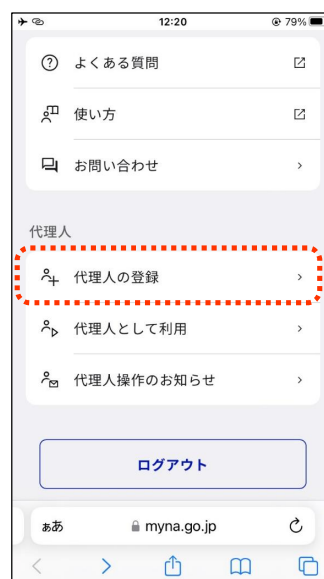 12:20
79%
よくある質問
使い方
お問い合わせ
代理人
代理人の登録
代理人として利用
代理人操作のお知らせ
ログアウト
ぁあ
myna.go.jp